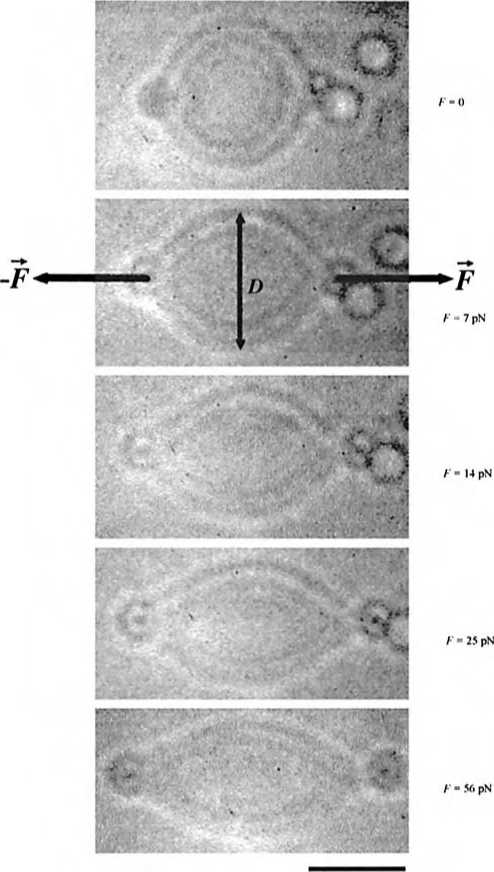 F = 0
-F⃗
D
F⃗
F = 7 pN
F = 14 pN
F = 25 pN
F = 56 pN